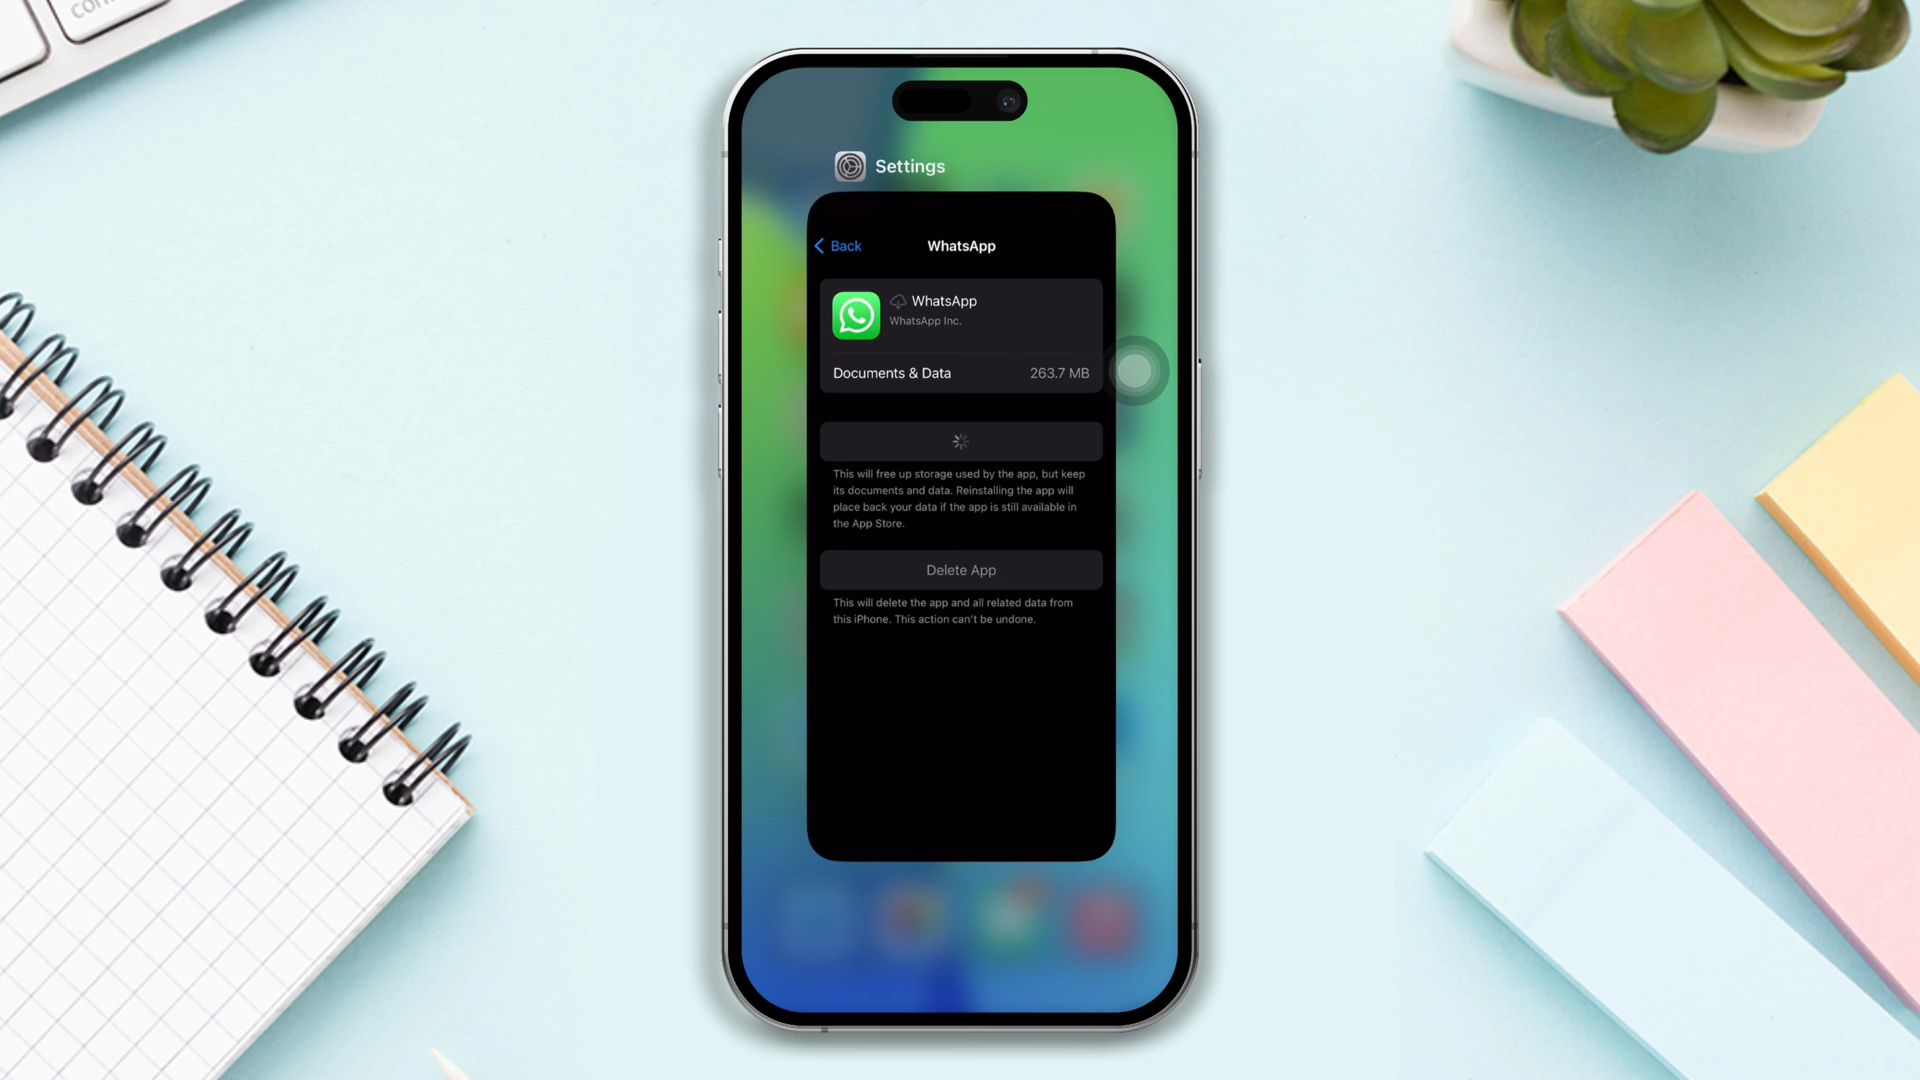 Settings
Back
WhatsApp
WhatsApp
WhatsApp Inc.
Documents & Data 263.7 MB
This will free up storage used by the app, but keep
its documents and data. Reinstalling the app will
place back your data if the app is still available in
the App Store.
Delete App
This will delete the app and all related data from
this iPhone. This action can't be undone.